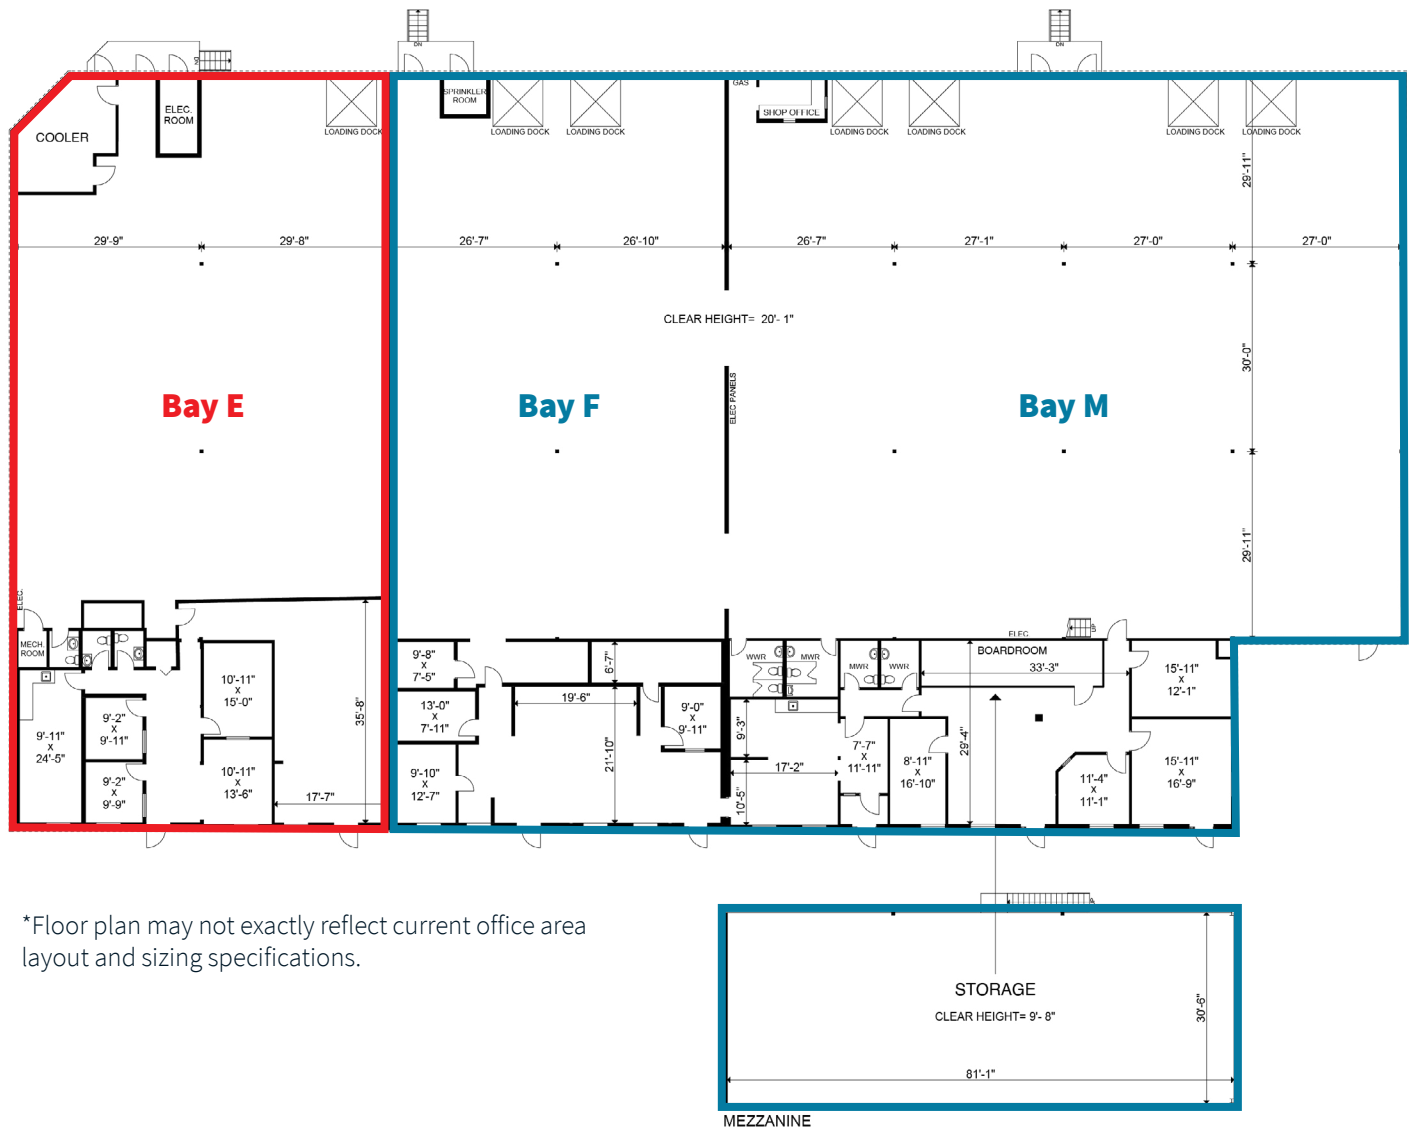 DN
DN
DN
GAS
ELEC.
ROOM
SPRINKLER
ROOM
SHOP OFFICE
COOLER
LOADING DOCK
LOADING DOCK
LOADING DOCK
LOADING DOCK
LOADING DOCK
LOADING DOCK
LOADING DOCK
29'-11"
29'-9"
29'-8"
26'-7"
26'-10"
26'-7"
27'-1"
27'-0"
27'-0"
CLEAR HEIGHT= 20'- 1"
30'-0"
ELEC PANELS
Bay E
Bay F
Bay M
29'-11"
ELEC.
MECH.
ROOM
10'-11"
X
15'-0"
35'-8"
9'-2"
X
9'-11"
9'-11"
X
24'-5"
9'-2"
X
9'-9"
10'-11"
X
13'-6"
17'-7"
9'-8"
X
7'-5"
6'-7"
13'-0"
X
7'-11"
19'-6"
9'-0"
X
9'-11"
21'-10"
9'-10"
X
12'-7"
WWR
MWR
MWR
WWR
ELEC
BOARDROOM
33'-3"
15'-11"
X
12'-1"
9'-3"
17'-2"
10'-5"
7'-7"
X
11'-11"
8'-11"
X
16'-10"
29'-4"
11'-4"
X
11'-1"
15'-11"
X
16'-9"
*Floor plan may not exactly reflect current office area
layout and sizing specifications.
STORAGE
CLEAR HEIGHT= 9'- 8"
30'-6"
81'-1"
MEZZANINE